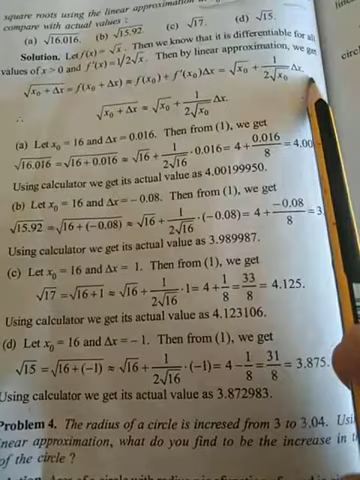 square roots using the linear approximation
compare with actual values :
(a) √16.016. (b) √15.92. (c) √17. (d) √15.
Solution. Let f(x) = √x. Then we know that it is differentiable for all
values of x > 0 and f'(x) = 1/2√x. Then by linear approximation, we get
√x₀ + Δx = f(x₀ + Δx) ≈ f(x₀) + f'(x₀)Δx = √x₀ + 1/2√x₀ Δx.
∴ √x₀ + Δx ≈ √x₀ + 1/2√x₀ Δx.
(a) Let x₀ = 16 and Δx = 0.016. Then from (1), we get
√16.016 = √16 + 0.016 ≈ √16 + 1/2√16 · 0.016 = 4 + 0.016/8 = 4.00
Using calculator we get its actual value as 4.00199950.
(b) Let x₀ = 16 and Δx = – 0.08. Then from (1), we get
√15.92 = √16 + (–0.08) ≈ √16 + 1/2√16 · (–0.08) = 4 + –0.08/8 = 3.
Using calculator we get its actual value as 3.989987.
(c) Let x₀ = 16 and Δx = 1. Then from (1), we get
√17 = √16 + 1 ≈ √16 + 1/2√16 · 1 = 4 + 1/8 = 33/8 = 4.125.
Using calculator we get its actual value as 4.123106.
(d) Let x₀ = 16 and Δx = – 1. Then from (1), we get
√15 = √16 + (–1) ≈ √16 + 1/2√16 · (–1) = 4 – 1/8 = 31/8 = 3.875.
Using calculator we get its actual value as 3.872983.
Problem 4. The radius of a circle is incresed from 3 to 3.04. Usi
near approximation, what do you find to be the increase in
of the circle ?